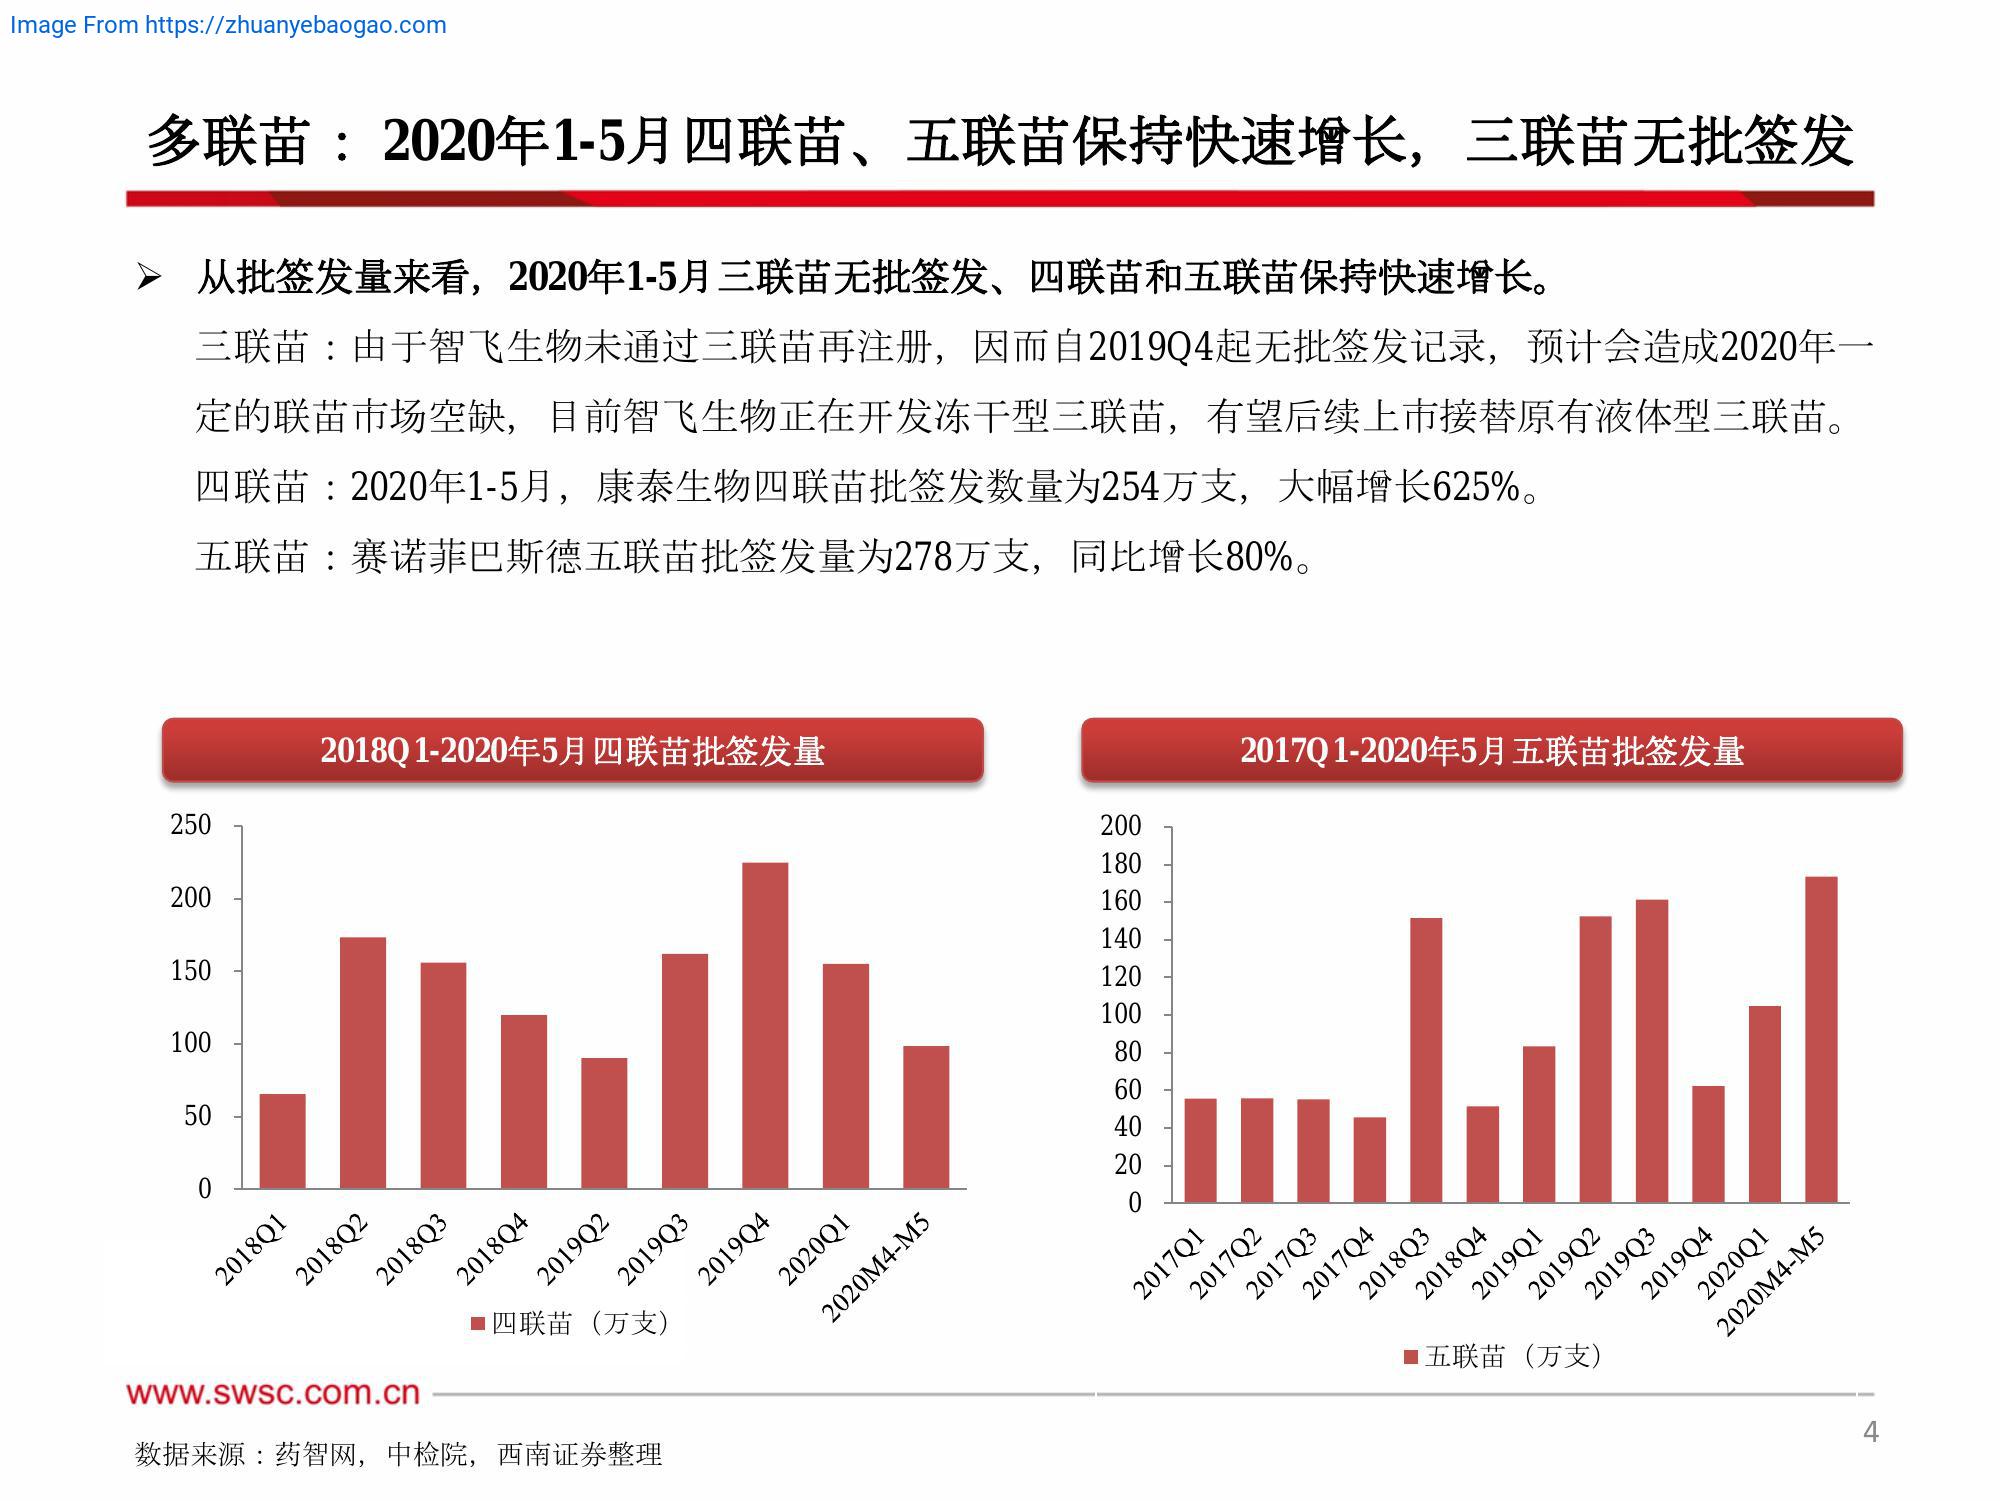 Image From https://zhuanyebaogao.com
多联苗：2020年1-5月四联苗、五联苗保持快速增长，三联苗无批签发
➢ 从批签发量来看，2020年1-5月三联苗无批签发、四联苗和五联苗保持快速增长。
三联苗：由于智飞生物未通过三联苗再注册，因而自2019Q4起无批签发记录，预计会造成2020年一
定的联苗市场空缺，目前智飞生物正在开发冻干型三联苗，有望后续上市接替原有液体型三联苗。
四联苗：2020年1-5月，康泰生物四联苗批签发数量为254万支，大幅增长625%。
五联苗：赛诺菲巴斯德五联苗批签发量为278万支，同比增长80%。
2018Q1-2020年5月四联苗批签发量
250
200
150
100
50
0
2018Q1
2018Q2
2018Q3
2018Q4
2019Q2
2019Q3
2019Q4
2020Q1
2020M4-M5
四联苗（万支）
2017Q1-2020年5月五联苗批签发量
200
180
160
140
120
100
80
60
40
20
0
2017Q1
2017Q2
2017Q3
2017Q4
2018Q3
2018Q4
2019Q1
2019Q2
2019Q3
2019Q4
2020Q1
2020M4-M5
五联苗（万支）
www.swsc.com.cn
数据来源：药智网，中检院，西南证券整理
4